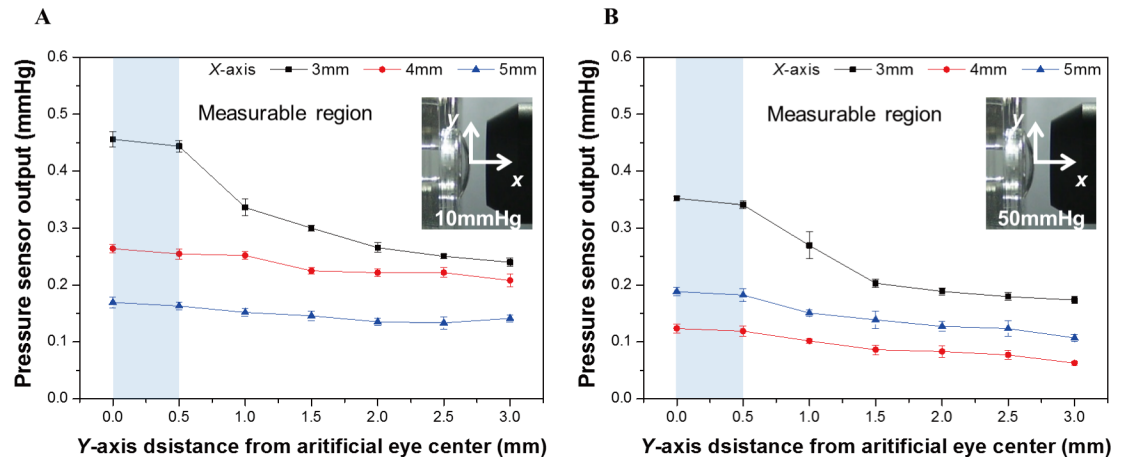 A
0.6
0.5
0.4
0.3
0.2
0.1
0.0
Pressure sensor output (mmHg)
X-axis 3mm 4mm 5mm
Measurable region
y
x
10mmHg
0.0 0.5 1.0 1.5 2.0 2.5 3.0
Y-axis dsistance from aritificial eye center (mm)
B
0.6
0.5
0.4
0.3
0.2
0.1
0.0
Pressure sensor output (mmHg)
X-axis 3mm 4mm 5mm
Measurable region
y
x
50mmHg
0.0 0.5 1.0 1.5 2.0 2.5 3.0
Y-axis dsistance from aritificial eye center (mm)